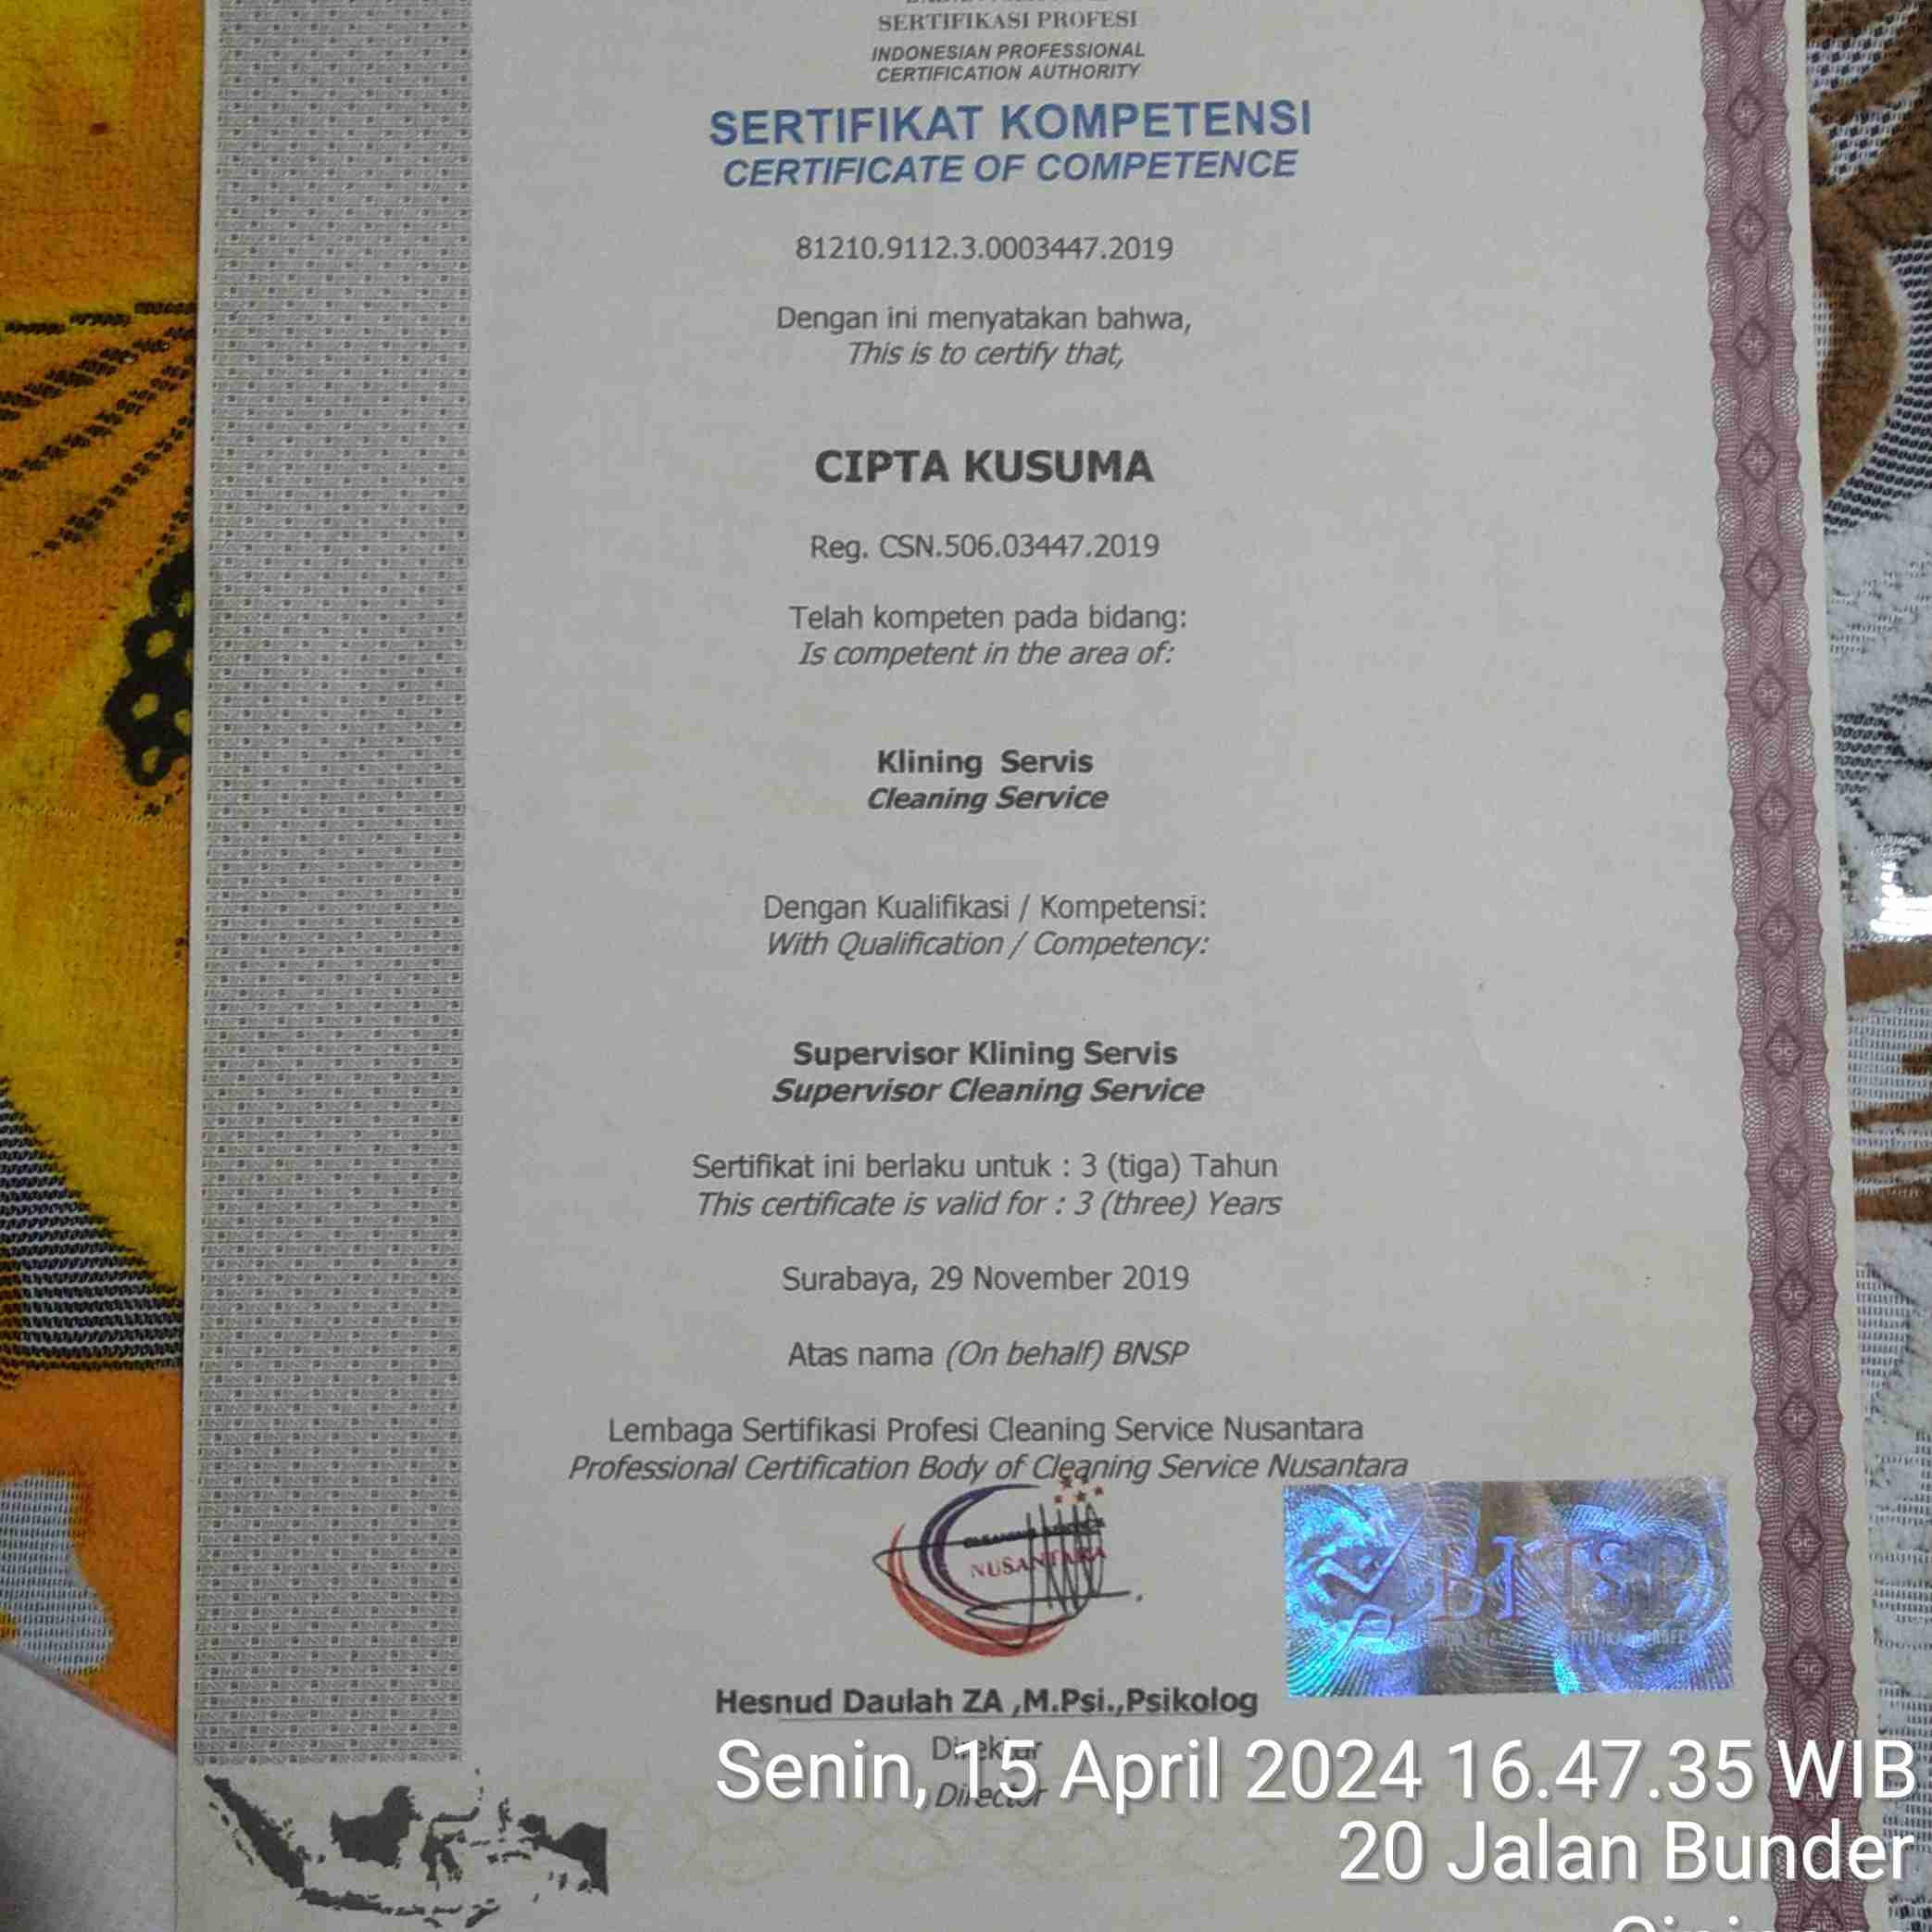 SERTIFIKASI PROFESI
INDONESIAN PROFESSIONAL
CERTIFICATION AUTHORITY
SERTIFIKAT KOMPETENSI
CERTIFICATE OF COMPETENCE
81210.9112.3.0003447.2019
Dengan ini menyatakan bahwa,
This is to certify that,
CIPTA KUSUMA
Reg. CSN.506.03447.2019
Telah kompeten pada bidang:
Is competent in the area of:
Klining Servis
Cleaning Service
Dengan Kualifikasi / Kompetensi:
With Qualification / Competency:
Supervisor Klining Servis
Supervisor Cleaning Service
Sertifikat ini berlaku untuk : 3 (tiga) Tahun
This certificate is valid for : 3 (three) Years
Surabaya, 29 November 2019
Atas nama (On behalf) BNSP
Lembaga Sertifikasi Profesi Cleaning Service Nusantara
Professional Certification Body of Cleaning Service Nusantara
CLEANING SERVICE
NUSANTARA
BNSP
Hesnud Daulah ZA ,M.Psi.,Psikolog
Direktur
Director
Senin, 15 April 2024 16.47.35 WIB
20 Jalan Bunder